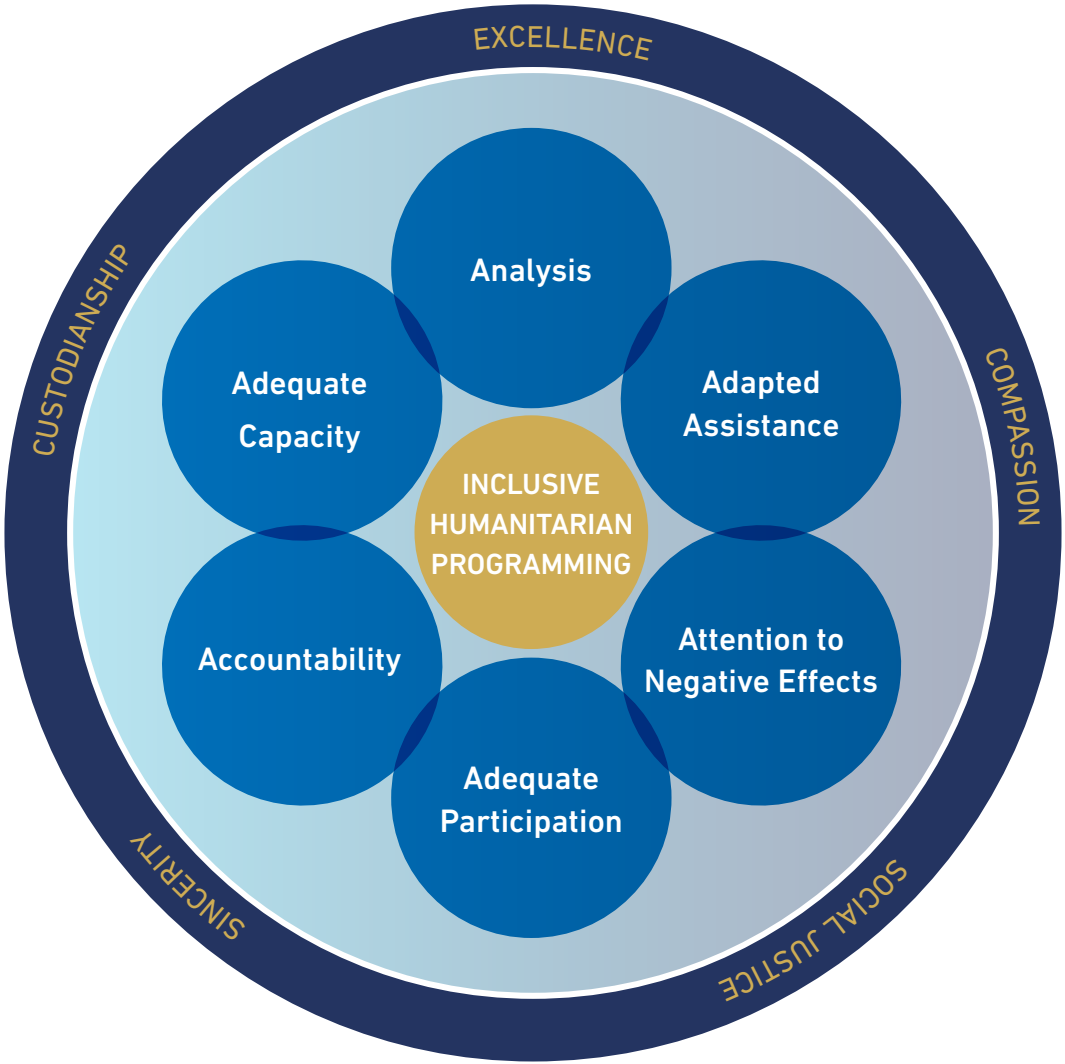 EXCELLENCE
COMPASSION
SOCIAL JUSTICE
SINCERITY
CUSTODIANSHIP
Analysis
Adapted
Assistance
Attention to
Negative Effects
Adequate
Participation
Accountability
Adequate
Capacity
INCLUSIVE
HUMANITARIAN
PROGRAMMING